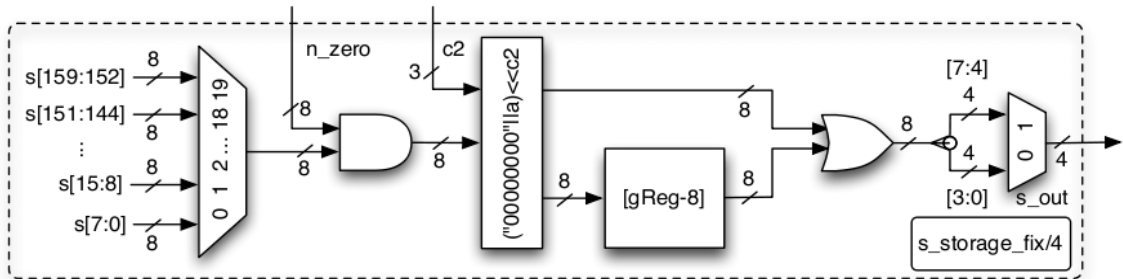 n_zero
c2
s[159:152]
8
s[151:144]
8
...
s[15:8]
8
s[7:0]
8
0 1 2 ... 18 19
8
8
8
3
("00000000"IIa)<<c2
8
8
[gReg-8]
8
8
[7:4]
4
4
[3:0]
0 1
4
s_out
s_storage_fix/4